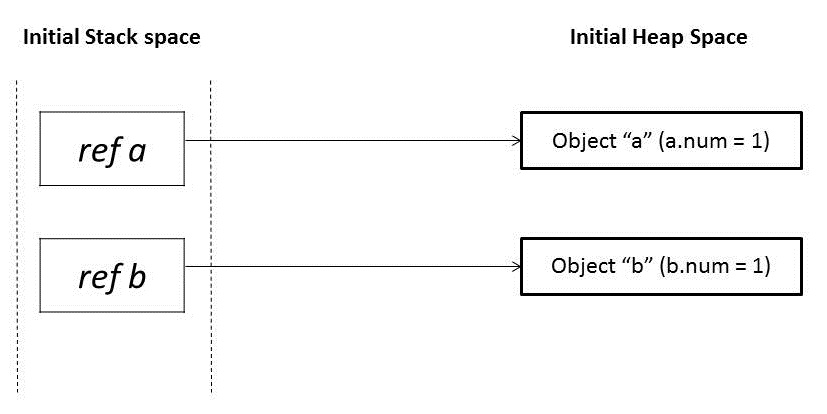 Initial Stack space
Initial Heap Space
ref a
Object “a” (a.num = 1)
ref b
Object “b” (b.num = 1)